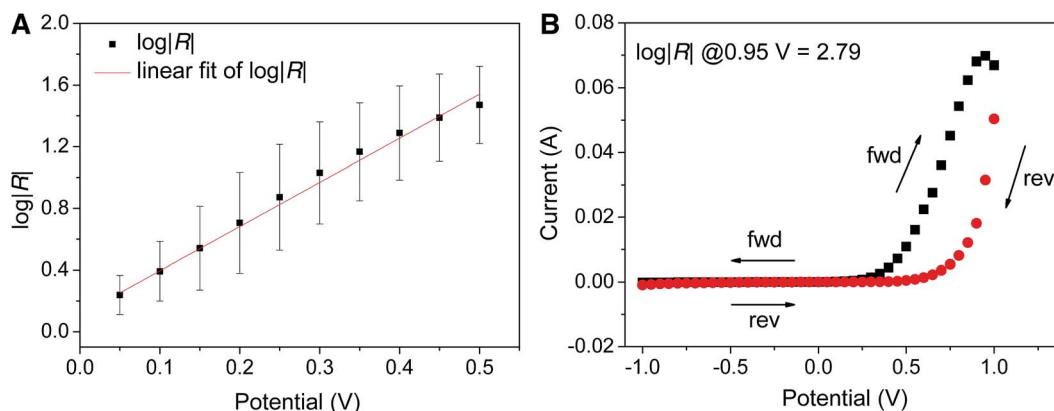 A
log|R|
linear fit of log|R|
2.0
1.6
1.2
0.8
0.4
0.0
log|R|
0.0
0.1
0.2
0.3
0.4
0.5
Potential (V)
B
log|R| @0.95 V = 2.79
0.08
0.06
0.04
0.02
0.00
-0.02
Current (A)
fwd
rev
fwd
rev
-1.0
-0.5
0.0
0.5
1.0
Potential (V)